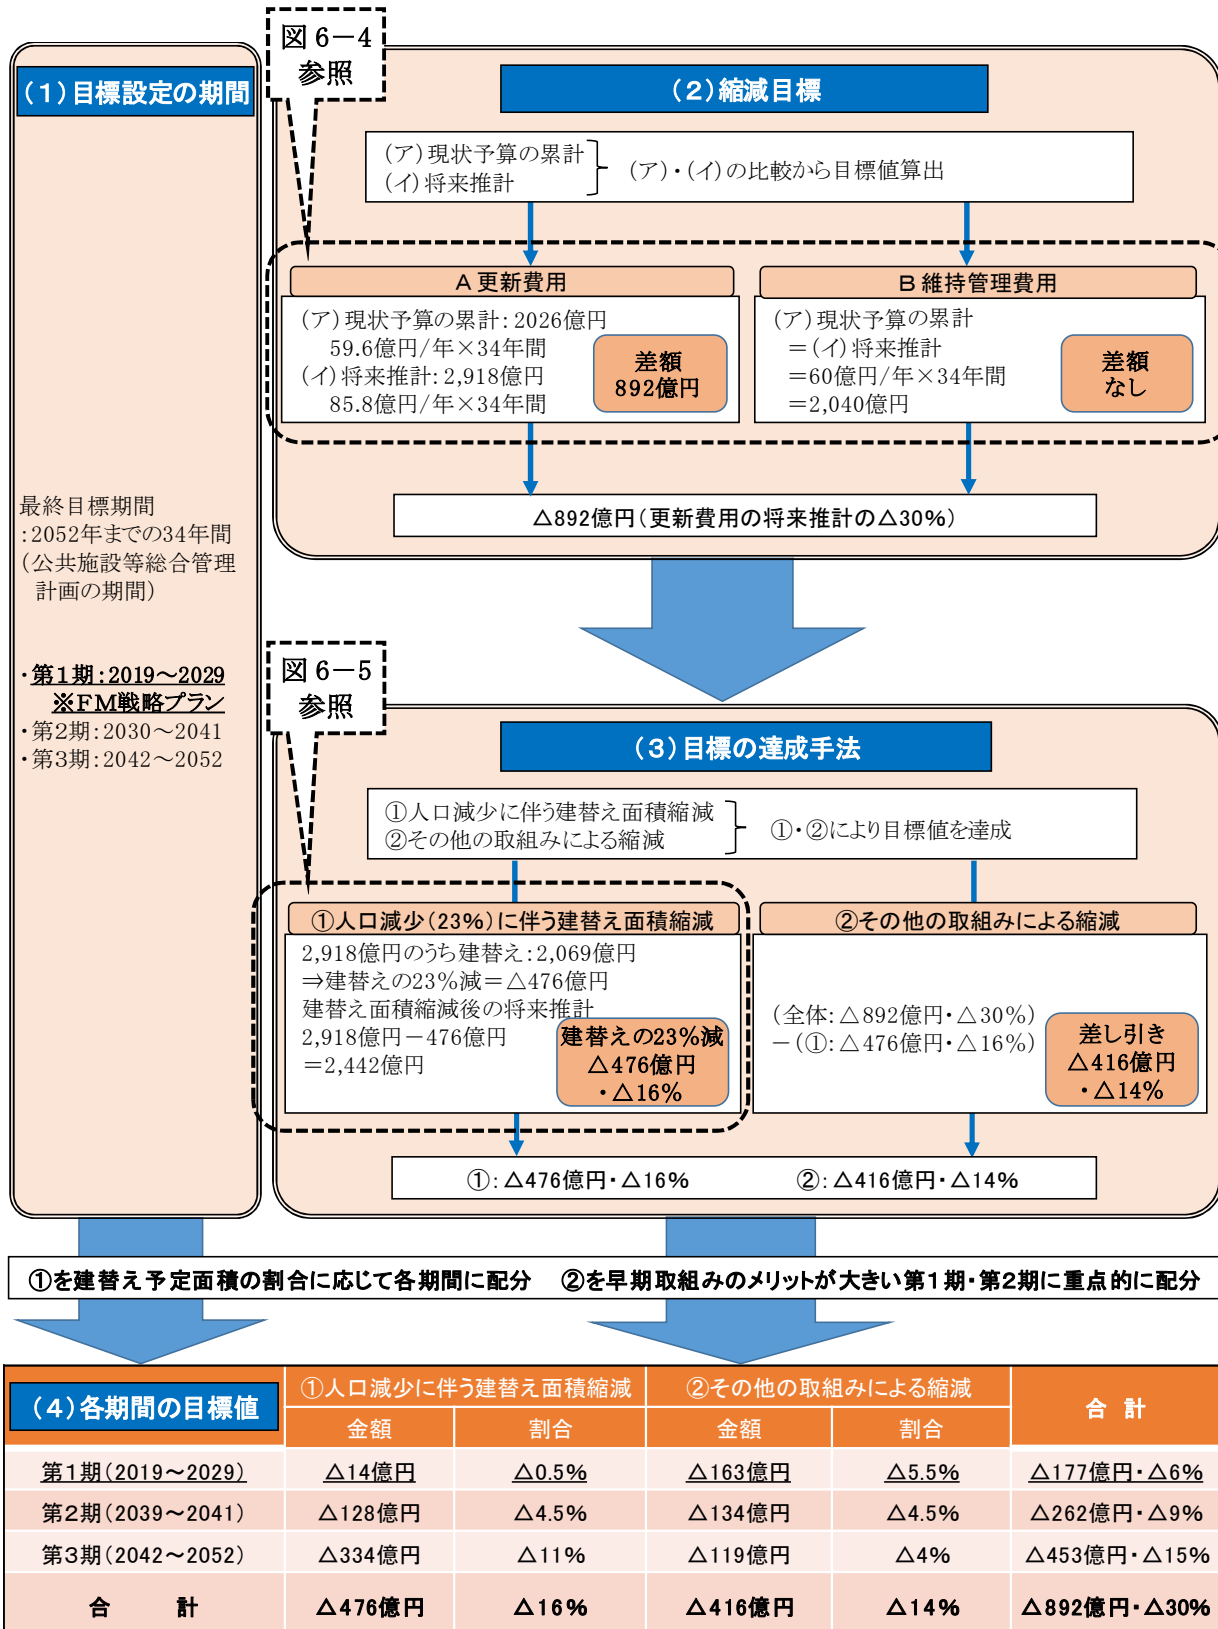 図6－4
参照
(1)目標設定の期間
最終目標期間
:2052年までの34年間
(公共施設等総合管理
計画の期間)
・第1期:2019～2029
※FM戦略プラン
・第2期:2030～2041
・第3期:2042～2052
(2)縮減目標
(ア)現状予算の累計
(イ)将来推計
(ア)・(イ)の比較から目標値算出
A 更新費用
(ア)現状予算の累計:2026億円
59.6億円/年×34年間
(イ)将来推計:2,918億円
85.8億円/年×34年間
差額
892億円
B 維持管理費用
(ア)現状予算の累計
＝(イ)将来推計
＝60億円/年×34年間
＝2,040億円
差額
なし
△892億円(更新費用の将来推計の△30%)
図6－5
参照
(3)目標の達成手法
①人口減少に伴う建替え面積縮減
②その他の取組みによる縮減
①・②により目標値を達成
①人口減少(23%)に伴う建替え面積縮減
2,918億円のうち建替え:2,069億円
⇒建替えの23%減＝△476億円
建替え面積縮減後の将来推計
2,918億円－476億円
＝2,442億円
建替えの23%減
△476億円
・△16%
②その他の取組みによる縮減
(全体:△892億円・△30%)
－(①:△476億円・△16%)
差し引き
△416億円
・△14%
①:△476億円・△16%　②:△416億円・△14%
①を建替え予定面積の割合に応じて各期間に配分　②を早期取組みのメリットが大きい第1期・第2期に重点的に配分
(4)各期間の目標値　①人口減少に伴う建替え面積縮減　②その他の取組みによる縮減　合 計
金額　割合　金額　割合
第1期(2019～2029)　△14億円　△0.5%　△163億円　△5.5%　△177億円・△6%
第2期(2039～2041)　△128億円　△4.5%　△134億円　△4.5%　△262億円・△9%
第3期(2042～2052)　△334億円　△11%　△119億円　△4%　△453億円・△15%
合 計　△476億円　△16%　△416億円　△14%　△892億円・△30%